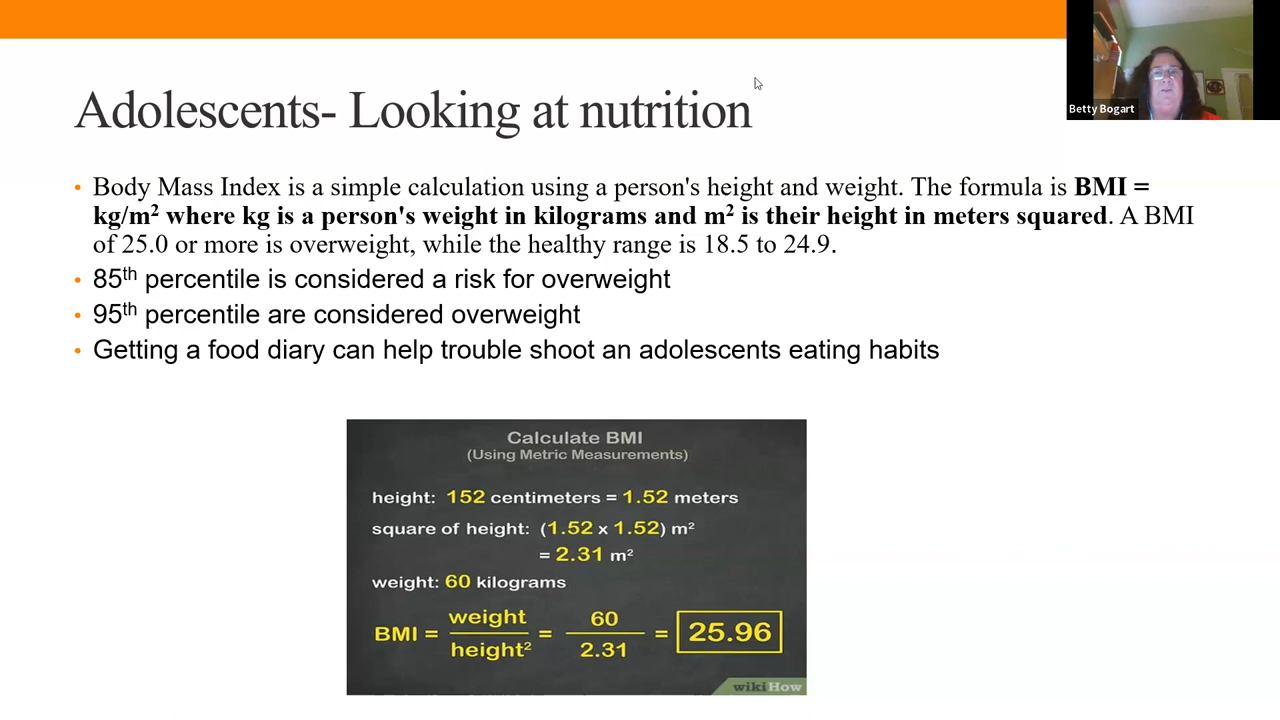 Adolescents- Looking at nutrition
Betty Bogart
• Body Mass Index is a simple calculation using a person's height and weight. The formula is BMI =
kg/m² where kg is a person's weight in kilograms and m² is their height in meters squared. A BMI
of 25.0 or more is overweight, while the healthy range is 18.5 to 24.9.
• 85th percentile is considered a risk for overweight
• 95th percentile are considered overweight
• Getting a food diary can help trouble shoot an adolescents eating habits
Calculate BMI
(Using Metric Measurements)
height: 152 centimeters = 1.52 meters
square of height: (1.52 x 1.52) m²
= 2.31 m²
weight: 60 kilograms
BMI = weight / height² = 60 / 2.31 = 25.96
wikiHow